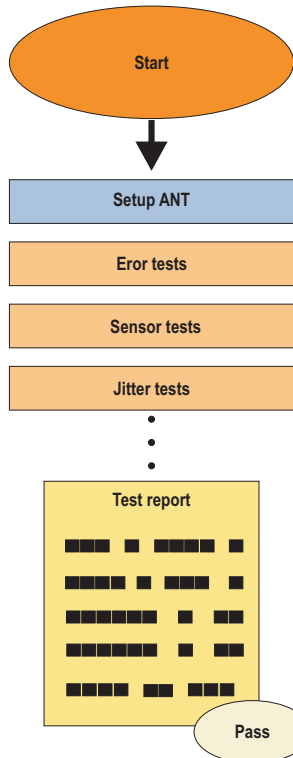 Start
Setup ANT
Eror tests
Sensor tests
Jitter tests
Test report
Pass